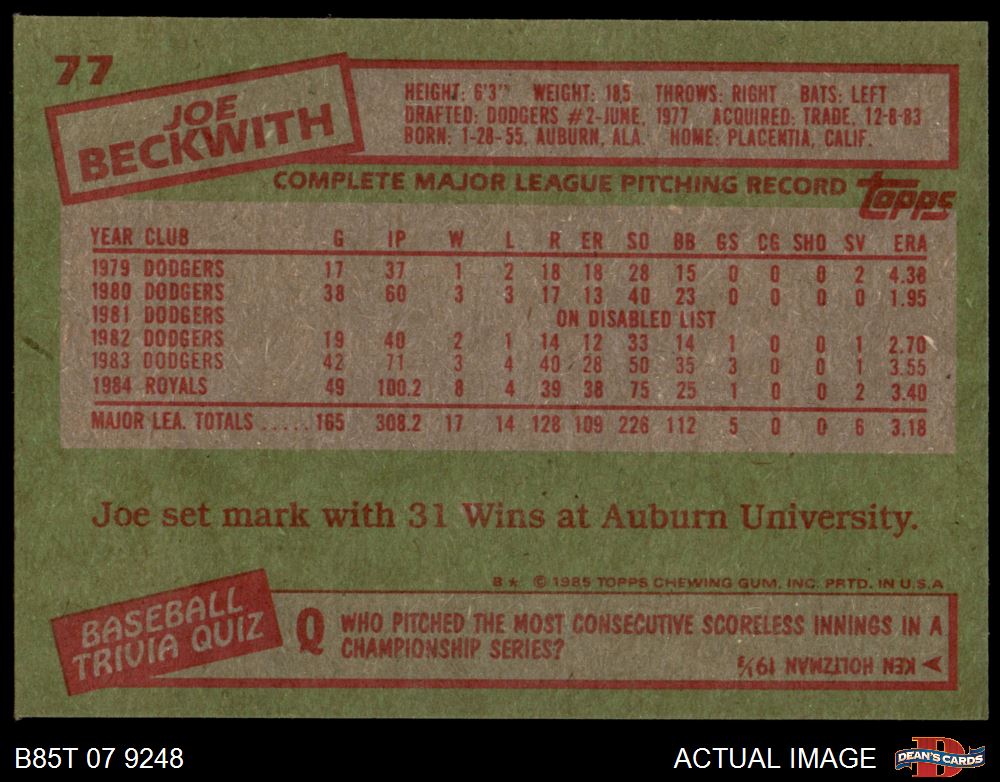 77
JOE
BECKWITH
HEIGHT: 6'3" WEIGHT: 185 THROWS: RIGHT BATS: LEFT
DRAFTED: DODGERS #2-JUNE, 1977 ACQUIRED: TRADE, 12-8-83
BORN: 1-28-55, AUBURN, ALA. HOME: PLACENTIA, CALIF.
COMPLETE MAJOR LEAGUE PITCHING RECORD topps
YEAR CLUB G IP W L R ER SO BB GS CG SHO SV ERA
1979 DODGERS 17 37 1 2 18 18 28 15 0 0 0 2 4.38
1980 DODGERS 38 60 3 3 17 13 40 23 0 0 0 0 1.95
1981 DODGERS ON DISABLED LIST
1982 DODGERS 19 40 2 1 14 12 33 14 1 0 0 1 2.70
1983 DODGERS 42 71 3 4 40 28 50 35 3 0 0 1 3.55
1984 ROYALS 49 100.2 8 4 39 38 75 25 1 0 0 2 3.40
MAJOR LEA. TOTALS ..... 165 308.2 17 14 128 109 226 112 5 0 0 6 3.18
Joe set mark with 31 Wins at Auburn University.
B★ © 1985 TOPPS CHEWING GUM, INC. PRTD. IN U.S.A
BASEBALL
TRIVIA QUIZ
Q WHO PITCHED THE MOST CONSECUTIVE SCORELESS INNINGS IN A
CHAMPIONSHIP SERIES?
KEN HOLTZMAN 19⅓
B85T 07 9248
ACTUAL IMAGE
D
DEAN'S CARDS